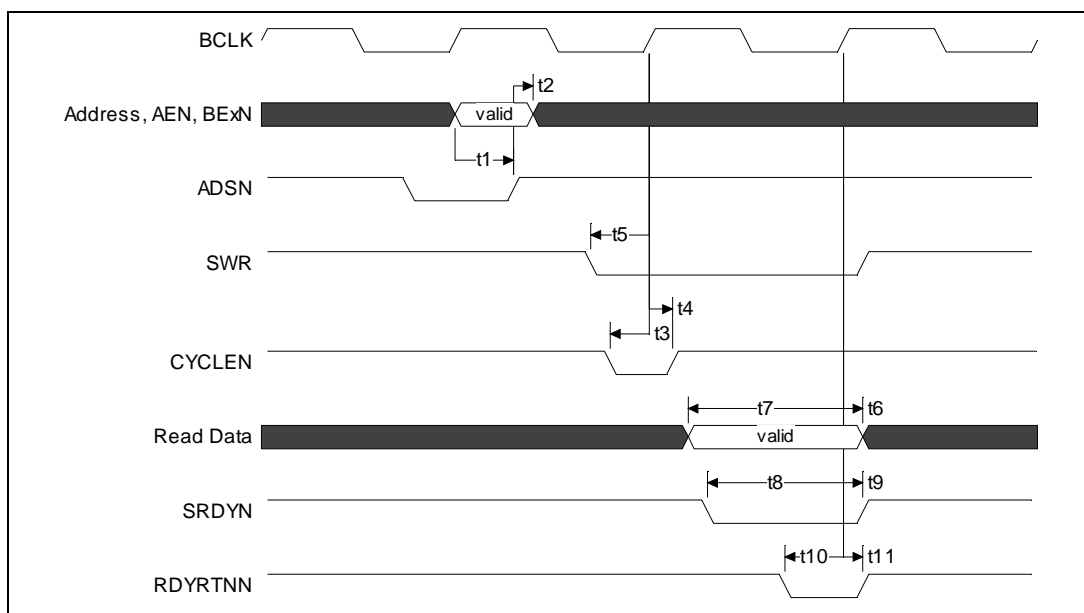 BCLK
t2
Address, AEN, BExN
valid
t1
ADSN
t5
SWR
t4
t3
CYCLEN
t7
t6
Read Data
valid
t8
t9
SRDYN
t10
t11
RDYRTNN